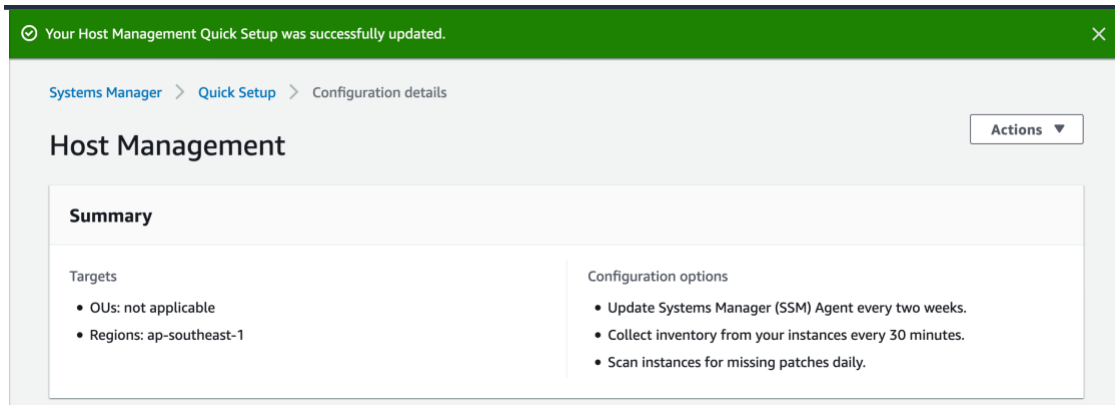 Your Host Management Quick Setup was successfully updated.
Systems Manager > Quick Setup > Configuration details
Actions
Host Management
Summary
Targets
• OUs: not applicable
• Regions: ap-southeast-1
Configuration options
• Update Systems Manager (SSM) Agent every two weeks.
• Collect inventory from your instances every 30 minutes.
• Scan instances for missing patches daily.